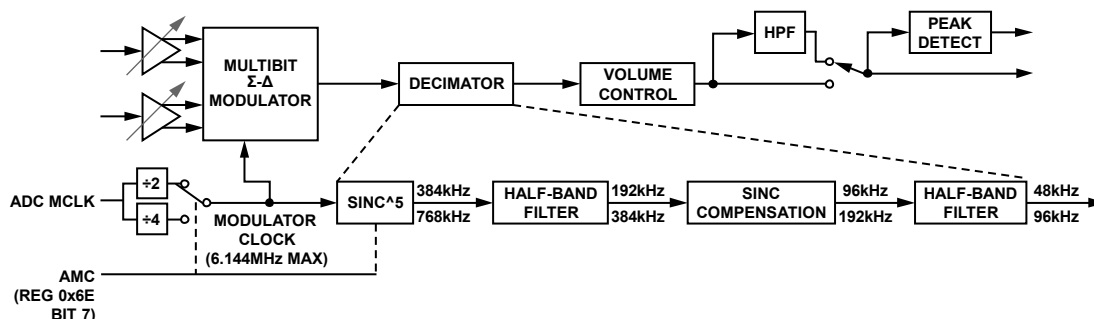 HPF
PEAK
DETECT
MULTIBIT
Σ-Δ
MODULATOR
DECIMATOR
VOLUME
CONTROL
ADC MCLK
÷2
÷4
MODULATOR
CLOCK
(6.144MHz MAX)
SINC^5
384kHz
768kHz
HALF-BAND
FILTER
192kHz
384kHz
SINC
COMPENSATION
96kHz
192kHz
HALF-BAND
FILTER
48kHz
96kHz
AMC
(REG 0x6E
BIT 7)